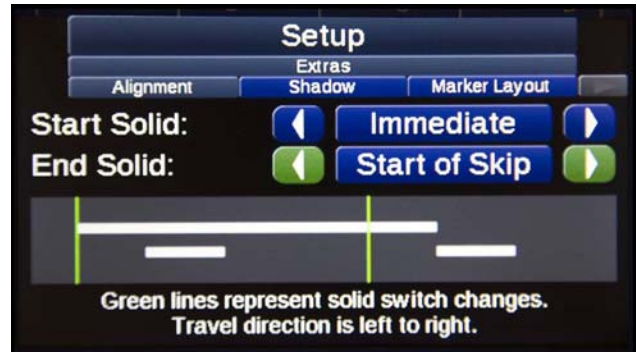 Setup
Extras
Alignment Shadow Marker Layout
Start Solid: Immediate
End Solid: Start of Skip
Green lines represent solid switch changes.
Travel direction is left to right.